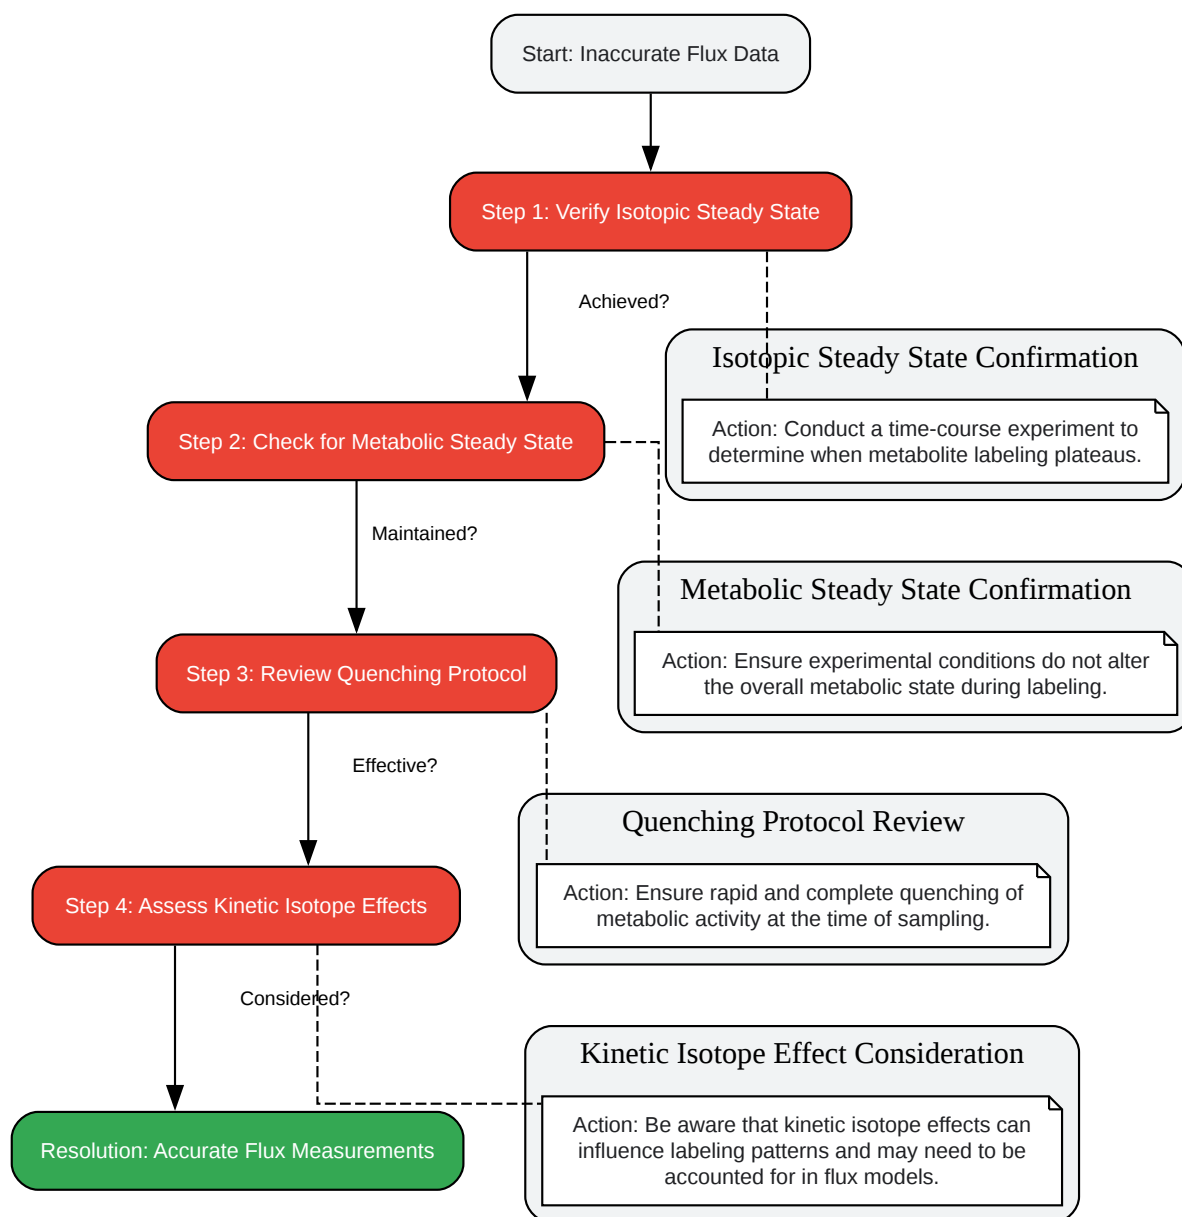 Start: Inaccurate Flux Data
Step 1: Verify Isotopic Steady State
Achieved?
Isotopic Steady State Confirmation
Action: Conduct a time-course experiment to
determine when metabolite labeling plateaus.
Step 2: Check for Metabolic Steady State
Maintained?
Metabolic Steady State Confirmation
Action: Ensure experimental conditions do not alter
the overall metabolic state during labeling.
Step 3: Review Quenching Protocol
Effective?
Quenching Protocol Review
Action: Ensure rapid and complete quenching of
metabolic activity at the time of sampling.
Step 4: Assess Kinetic Isotope Effects
Considered?
Kinetic Isotope Effect Consideration
Action: Be aware that kinetic isotope effects can
influence labeling patterns and may need to be
accounted for in flux models.
Resolution: Accurate Flux Measurements